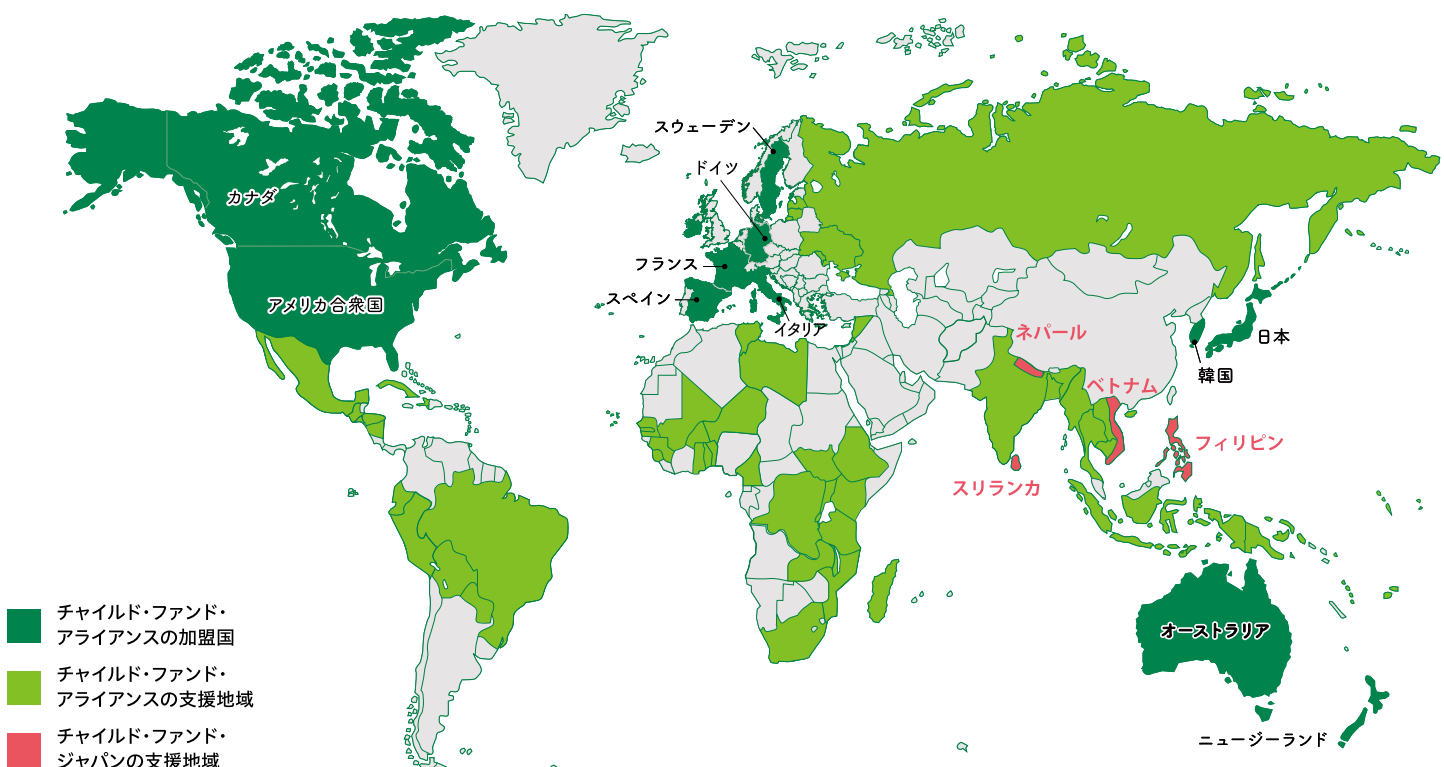 スウェーデン
ドイツ
カナダ
フランス
スペイン
アメリカ合衆国
イタリア
ネパール
日本
韓国
ベトナム
フィリピン
スリランカ
チャイルド・ファンド・
アライアンスの加盟国
オーストラリア
チャイルド・ファンド・
アライアンスの支援地域
チャイルド・ファンド・
ジャパンの支援地域
ニュージーランド